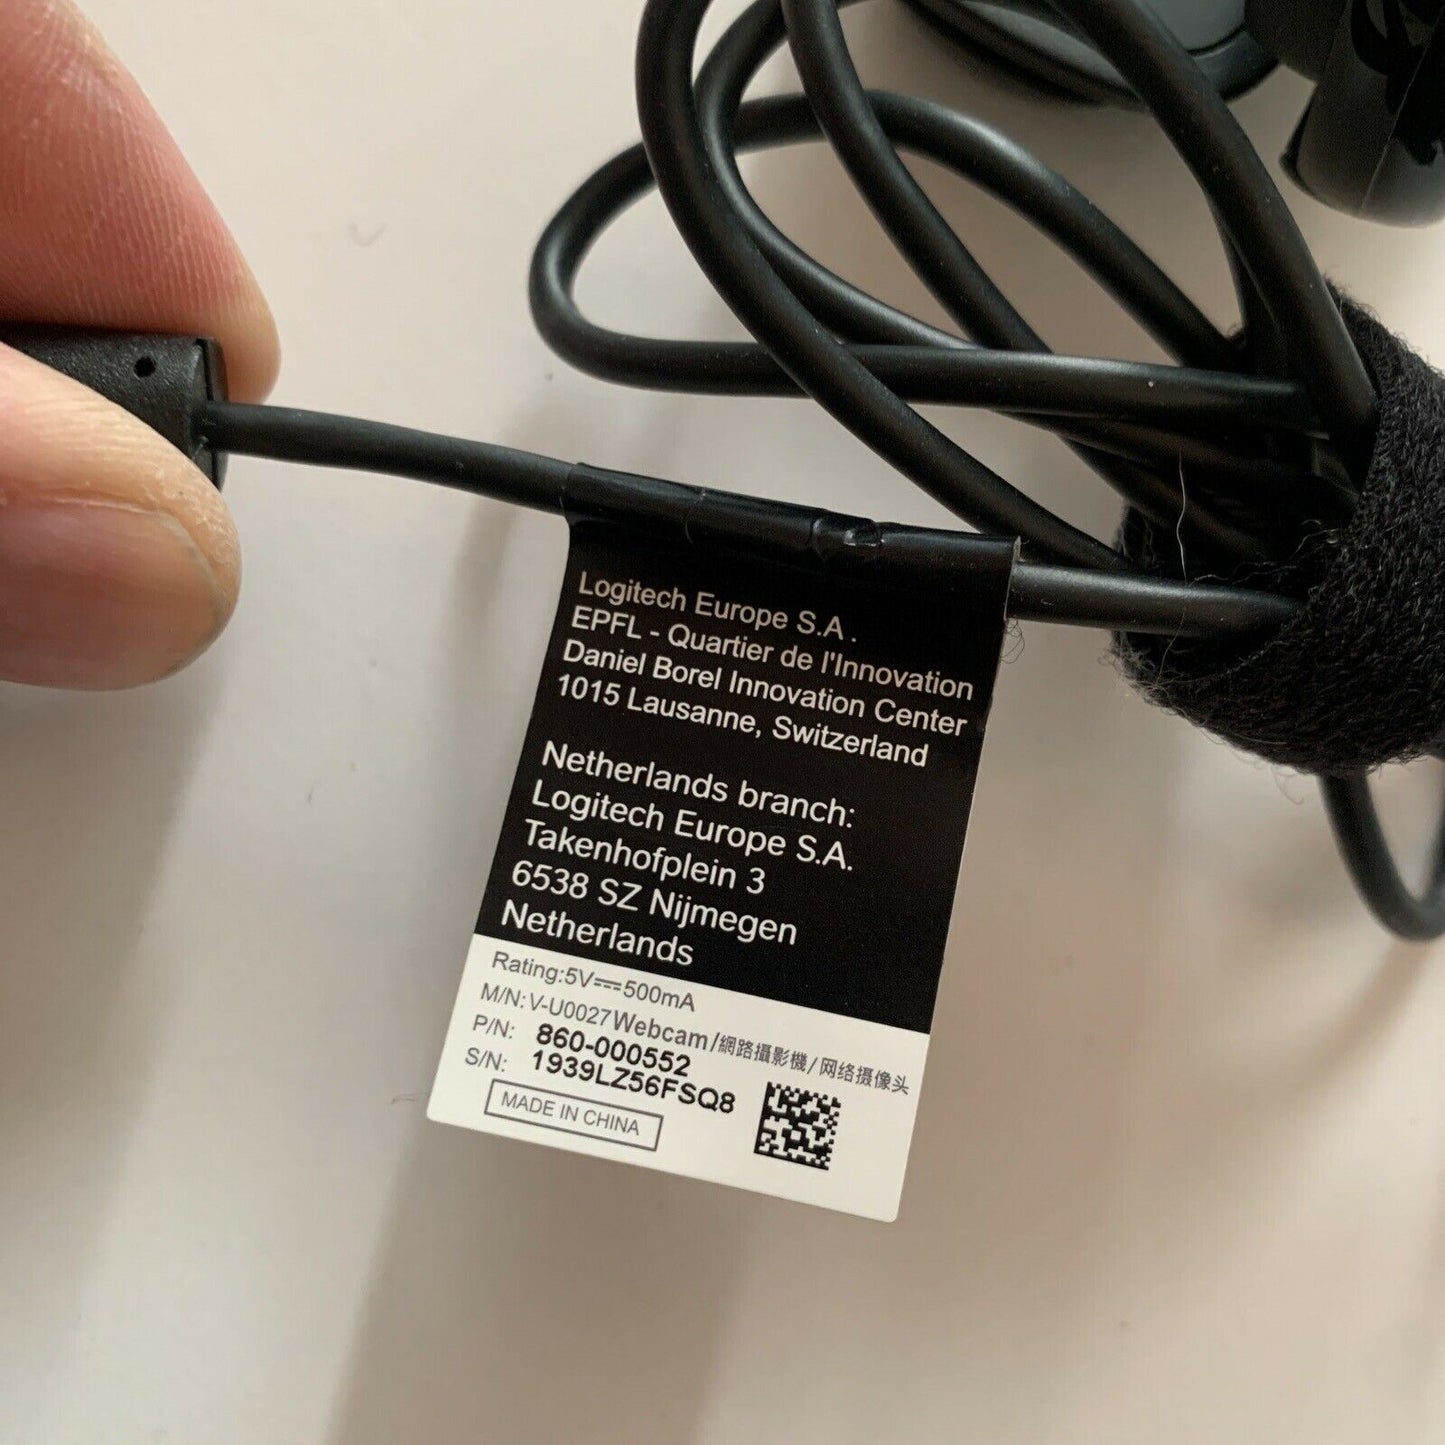 Logitech Europe S.A .
EPFL - Quartier de l'Innovation
Daniel Borel Innovation Center
1015 Lausanne, Switzerland
Netherlands branch:
Logitech Europe S.A.
Takenhofplein 3
6538 SZ Nijmegen
Netherlands
Rating:5V⎓500mA
M/N:V-U0027Webcam/網路攝影機/网络摄像头
P/N: 860-000552
S/N: 1939LZ56FSQ8
MADE IN CHINA